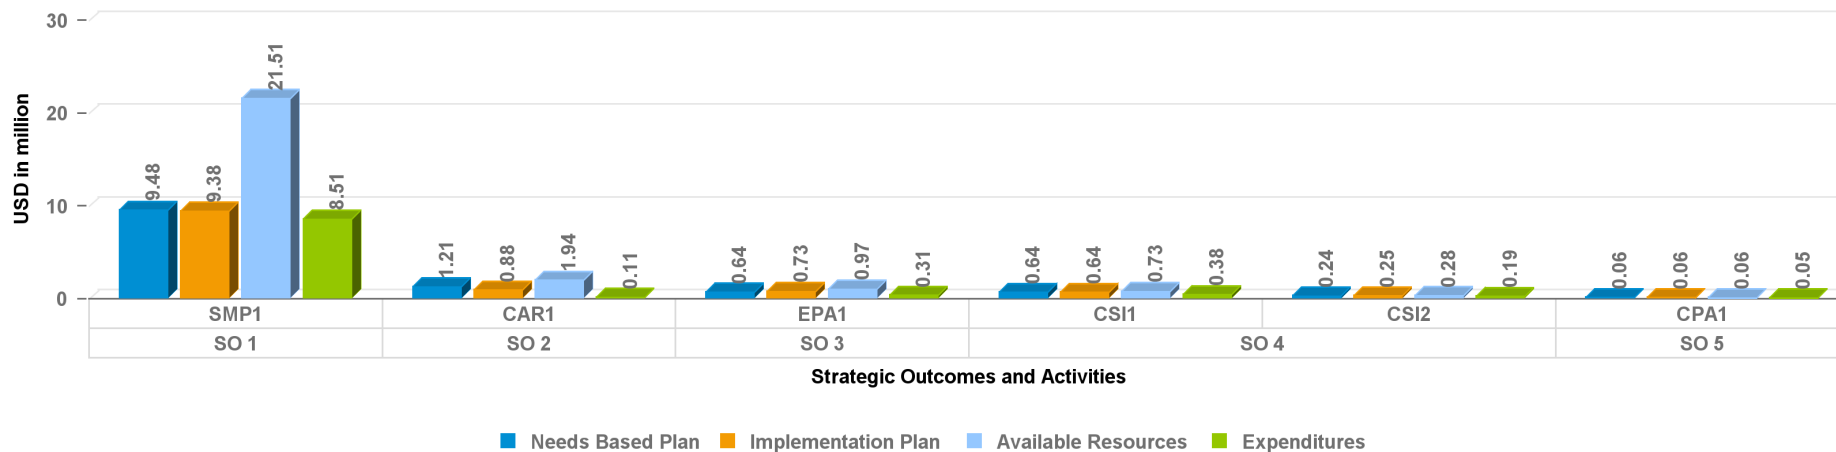 USD in million
30
20
10
0
9.48 9.38 21.51 8.51
1.21 0.88 1.94 0.11
0.64 0.73 0.97 0.31
0.64 0.64 0.73 0.38
0.24 0.25 0.28 0.19
0.06 0.06 0.06 0.05
SMP1 CAR1 EPA1 CSI1 CSI2 CPA1
SO 1 SO 2 SO 3 SO 4 SO 5
Strategic Outcomes and Activities
Needs Based Plan Implementation Plan Available Resources Expenditures